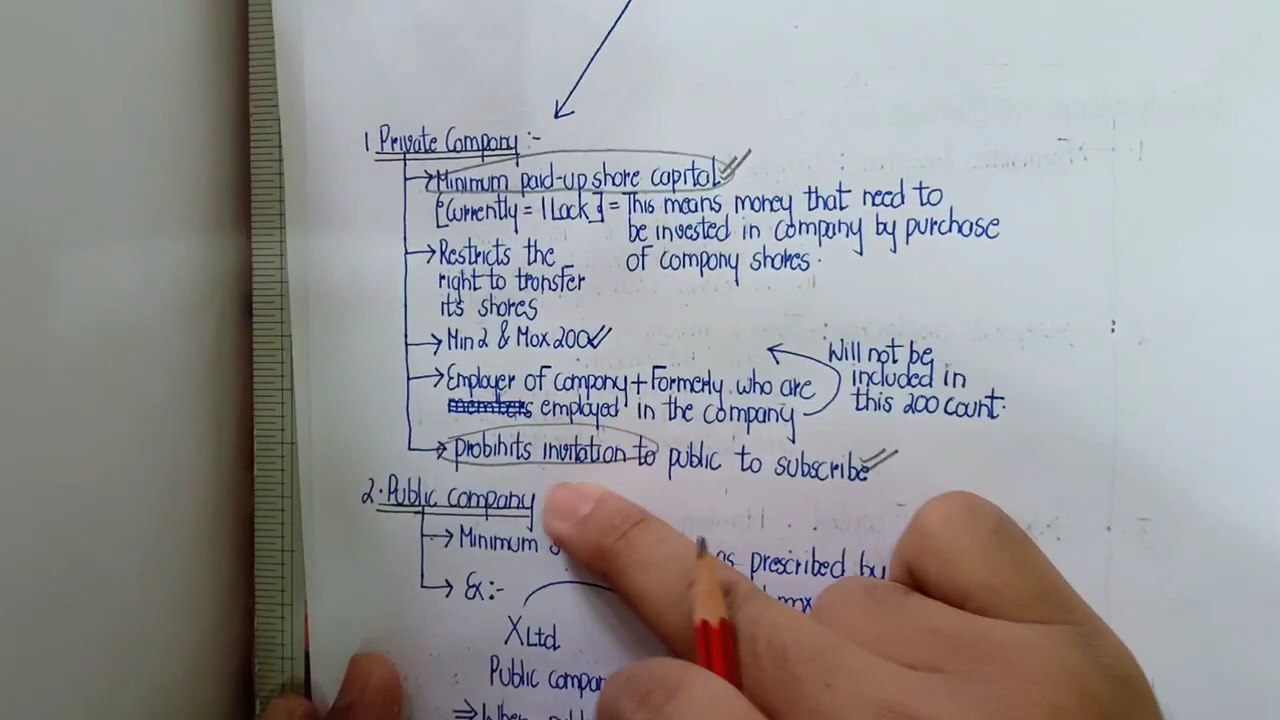 1 Private Company :-
Minimum paid-up share capital
[Currently = 1 Lack] = This means money that need to
be invested in company by purchase
of company shores.
Restricts the
right to transfer
its shores
Min 2 & Max 200
Will not be
included in
this 200 count.
Employer of company + Formerly who are
members employed in the company
probihits invitation to public to subscribe
2. Public company
Minimum
as prescribed by
Ex:-
X Ltd.
Public compan